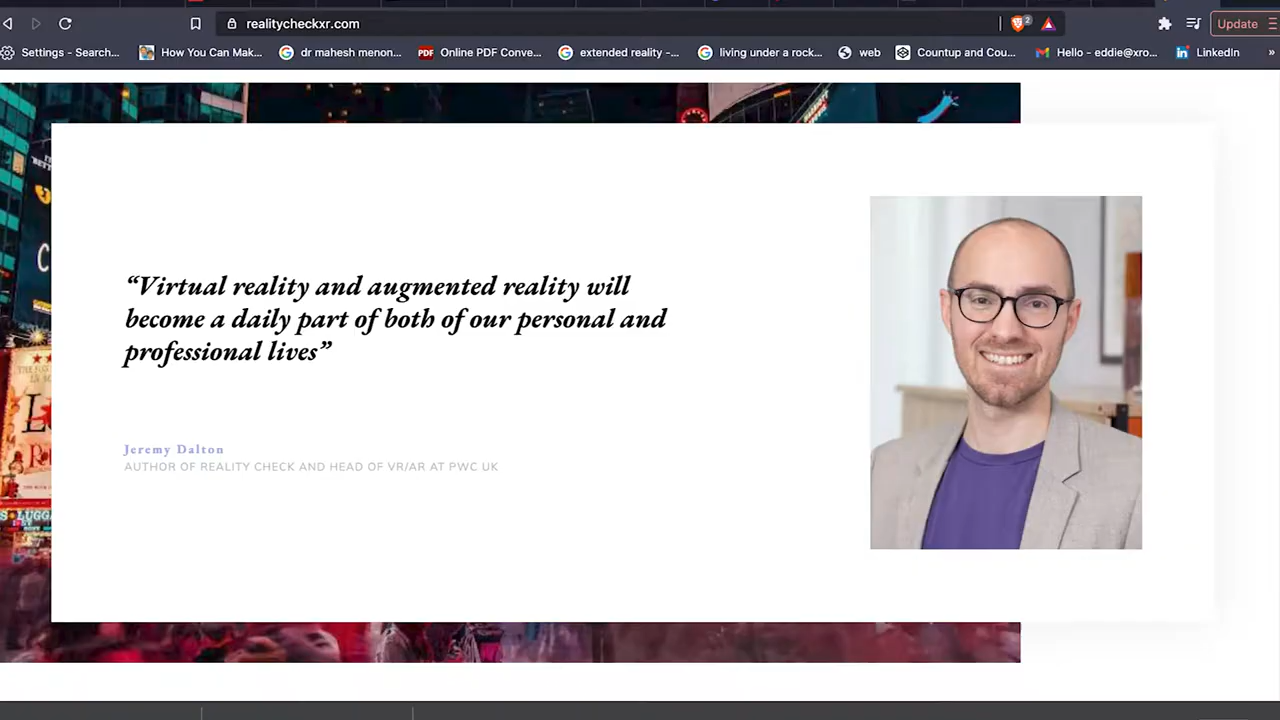 realitycheckxr.com
2
Update
Settings - Search...
How You Can Mak...
dr mahesh menon...
PDF
Online PDF Conve...
extended reality -...
living under a rock...
web
Countup and Cou...
Hello - eddie@xro...
in
LinkedIn
»
“Virtual reality and augmented reality will
become a daily part of both of our personal and
professional lives”
Jeremy Dalton
AUTHOR OF REALITY CHECK AND HEAD OF VR/AR AT PWC UK